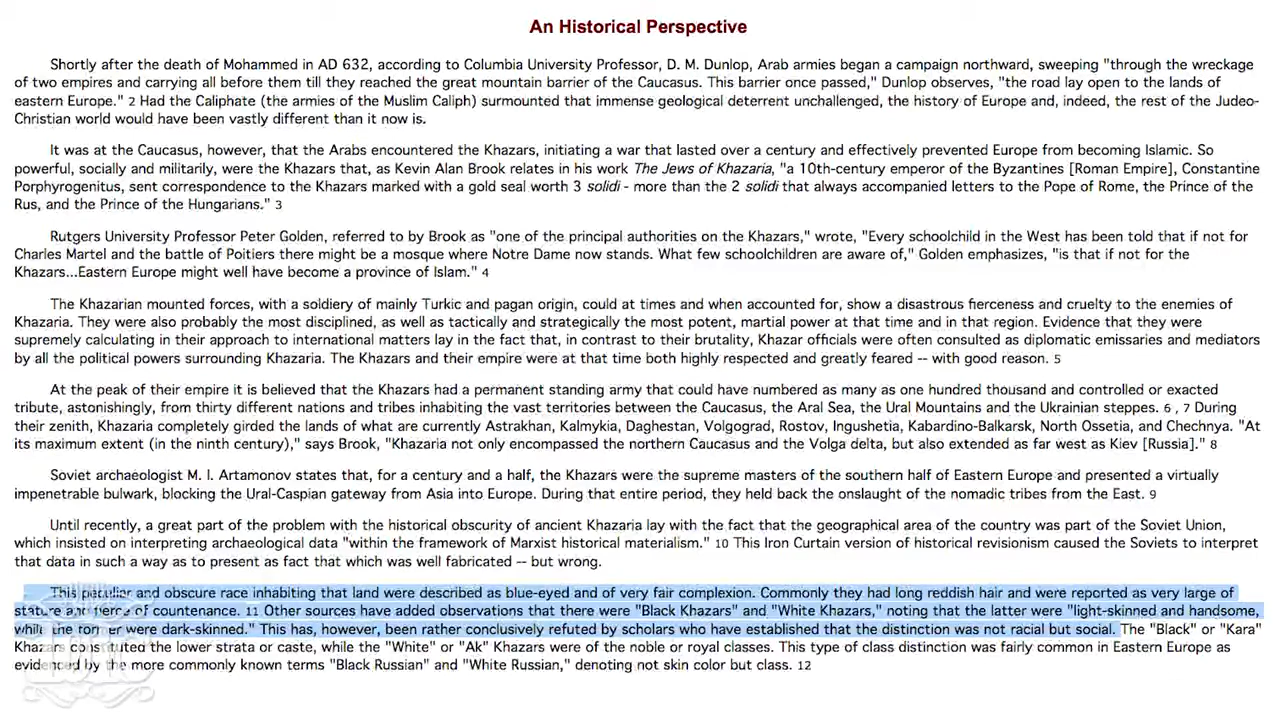 An Historical Perspective
Shortly after the death of Mohammed in AD 632, according to Columbia University Professor, D. M. Dunlop, Arab armies began a campaign northward, sweeping "through the wreckage
of two empires and carrying all before them till they reached the great mountain barrier of the Caucasus. This barrier once passed," Dunlop observes, "the road lay open to the lands of
eastern Europe." 2 Had the Caliphate (the armies of the Muslim Caliph) surmounted that immense geological deterrent unchallenged, the history of Europe and, indeed, the rest of the Judeo-
Christian world would have been vastly different than it now is.
It was at the Caucasus, however, that the Arabs encountered the Khazars, initiating a war that lasted over a century and effectively prevented Europe from becoming Islamic. So
powerful, socially and militarily, were the Khazars that, as Kevin Alan Brook relates in his work The Jews of Khazaria, "a 10th-century emperor of the Byzantines [Roman Empire], Constantine
Porphyrogenitus, sent correspondence to the Khazars marked with a gold seal worth 3 solidi - more than the 2 solidi that always accompanied letters to the Pope of Rome, the Prince of the
Rus, and the Prince of the Hungarians." 3
Rutgers University Professor Peter Golden, referred to by Brook as "one of the principal authorities on the Khazars," wrote, "Every schoolchild in the West has been told that if not for
Charles Martel and the battle of Poitiers there might be a mosque where Notre Dame now stands. What few schoolchildren are aware of," Golden emphasizes, "is that if not for the
Khazars...Eastern Europe might well have become a province of Islam." 4
The Khazarian mounted forces, with a soldiery of mainly Turkic and pagan origin, could at times and when accounted for, show a disastrous fierceness and cruelty to the enemies of
Khazaria. They were also probably the most disciplined, as well as tactically and strategically the most potent, martial power at that time and in that region. Evidence that they were
supremely calculating in their approach to international matters lay in the fact that, in contrast to their brutality, Khazar officials were often consulted as diplomatic emissaries and mediators
by all the political powers surrounding Khazaria. The Khazars and their empire were at that time both highly respected and greatly feared -- with good reason. 5
At the peak of their empire it is believed that the Khazars had a permanent standing army that could have numbered as many as one hundred thousand and controlled or exacted
tribute, astonishingly, from thirty different nations and tribes inhabiting the vast territories between the Caucasus, the Aral Sea, the Ural Mountains and the Ukrainian steppes. 6 , 7 During
their zenith, Khazaria completely girded the lands of what are currently Astrakhan, Kalmykia, Daghestan, Volgograd, Rostov, Ingushetia, Kabardino-Balkarsk, North Ossetia, and Chechnya. "At
its maximum extent (in the ninth century)," says Brook, "Khazaria not only encompassed the northern Caucasus and the Volga delta, but also extended as far west as Kiev [Russia]." 8
Soviet archaeologist M. I. Artamonov states that, for a century and a half, the Khazars were the supreme masters of the southern half of Eastern Europe and presented a virtually
impenetrable bulwark, blocking the Ural-Caspian gateway from Asia into Europe. During that entire period, they held back the onslaught of the nomadic tribes from the East. 9
Until recently, a great part of the problem with the historical obscurity of ancient Khazaria lay with the fact that the geographical area of the country was part of the Soviet Union,
which insisted on interpreting archaeological data "within the framework of Marxist historical materialism." 10 This Iron Curtain version of historical revisionism caused the Soviets to interpret
that data in such a way as to present as fact that which was well fabricated -- but wrong.
This peculiar and obscure race inhabiting that land were described as blue-eyed and of very fair complexion. Commonly they had long reddish hair and were reported as very large of
stature and fierce of countenance. 11 Other sources have added observations that there were "Black Khazars" and "White Khazars," noting that the latter were "light-skinned and handsome,
while the former were dark-skinned." This has, however, been rather conclusively refuted by scholars who have established that the distinction was not racial but social. The "Black" or "Kara"
Khazars constituted the lower strata or caste, while the "White" or "Ak" Khazars were of the noble or royal classes. This type of class distinction was fairly common in Eastern Europe as
evidenced by the more commonly known terms "Black Russian" and "White Russian," denoting not skin color but class. 12